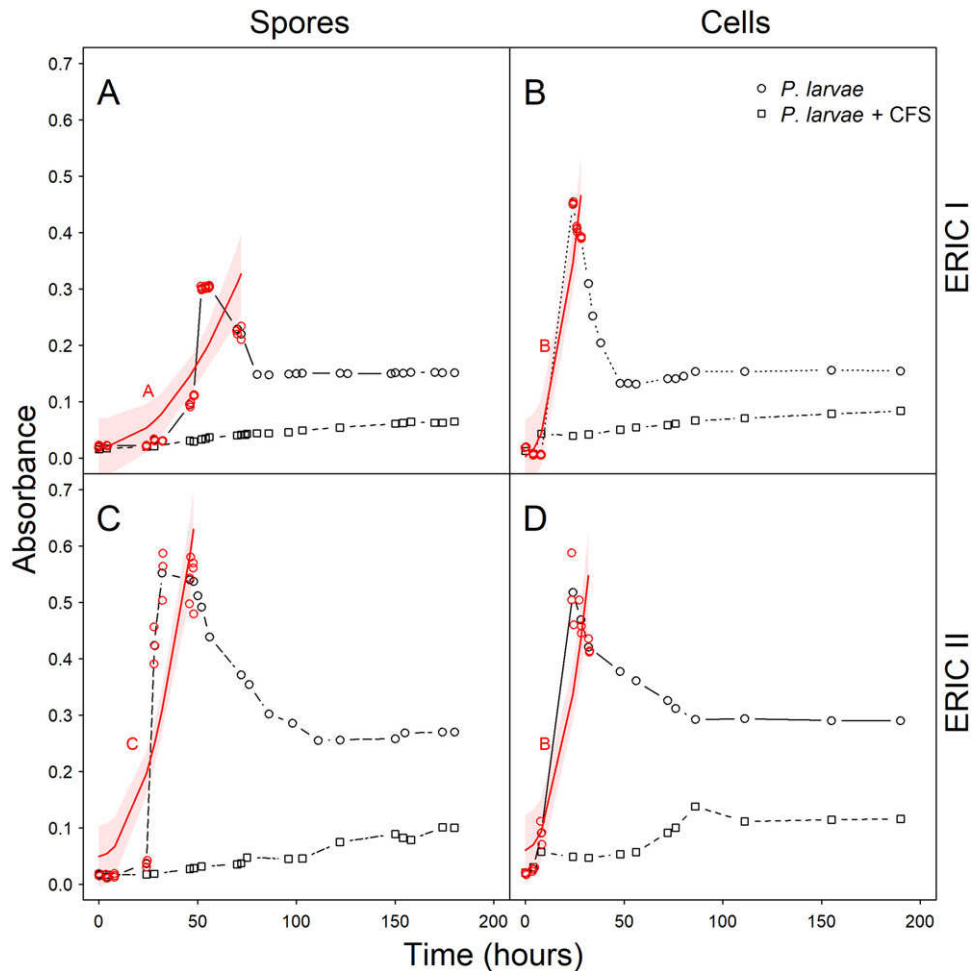 Spores
Cells
A
0.7
0.6
0.5
0.4
0.3
0.2
0.1
0.0
A
B
P. larvae
P. larvae + CFS
B
ERIC I
C
0.7
0.6
0.5
0.4
0.3
0.2
0.1
0.0
C
D
B
ERIC II
Absorbance
0 50 100 150 200
0 50 100 150 200
Time (hours)